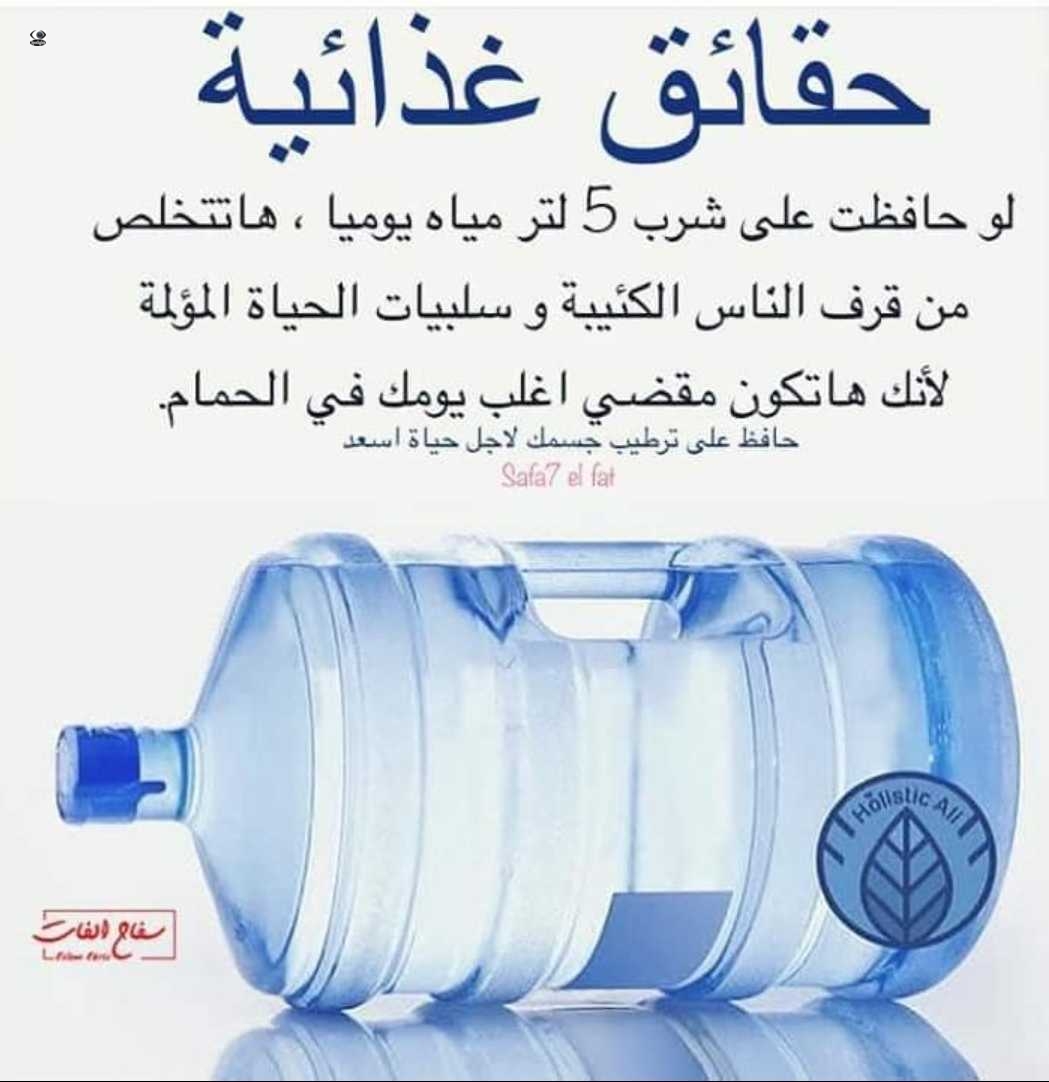 حقائق غذائية
لو حافظت على شرب 5 لتر مياه يوميا ، هاتتخلص
من قرف الناس الكئيبة و سلبيات الحياة المؤلمة
لأنك هاتكون مقضي اغلب يومك في الحمام.
حافظ على ترطيب جسمك لاجل حياة اسعد
Safa7 el fat
Holistic Ali
سفاح الفات